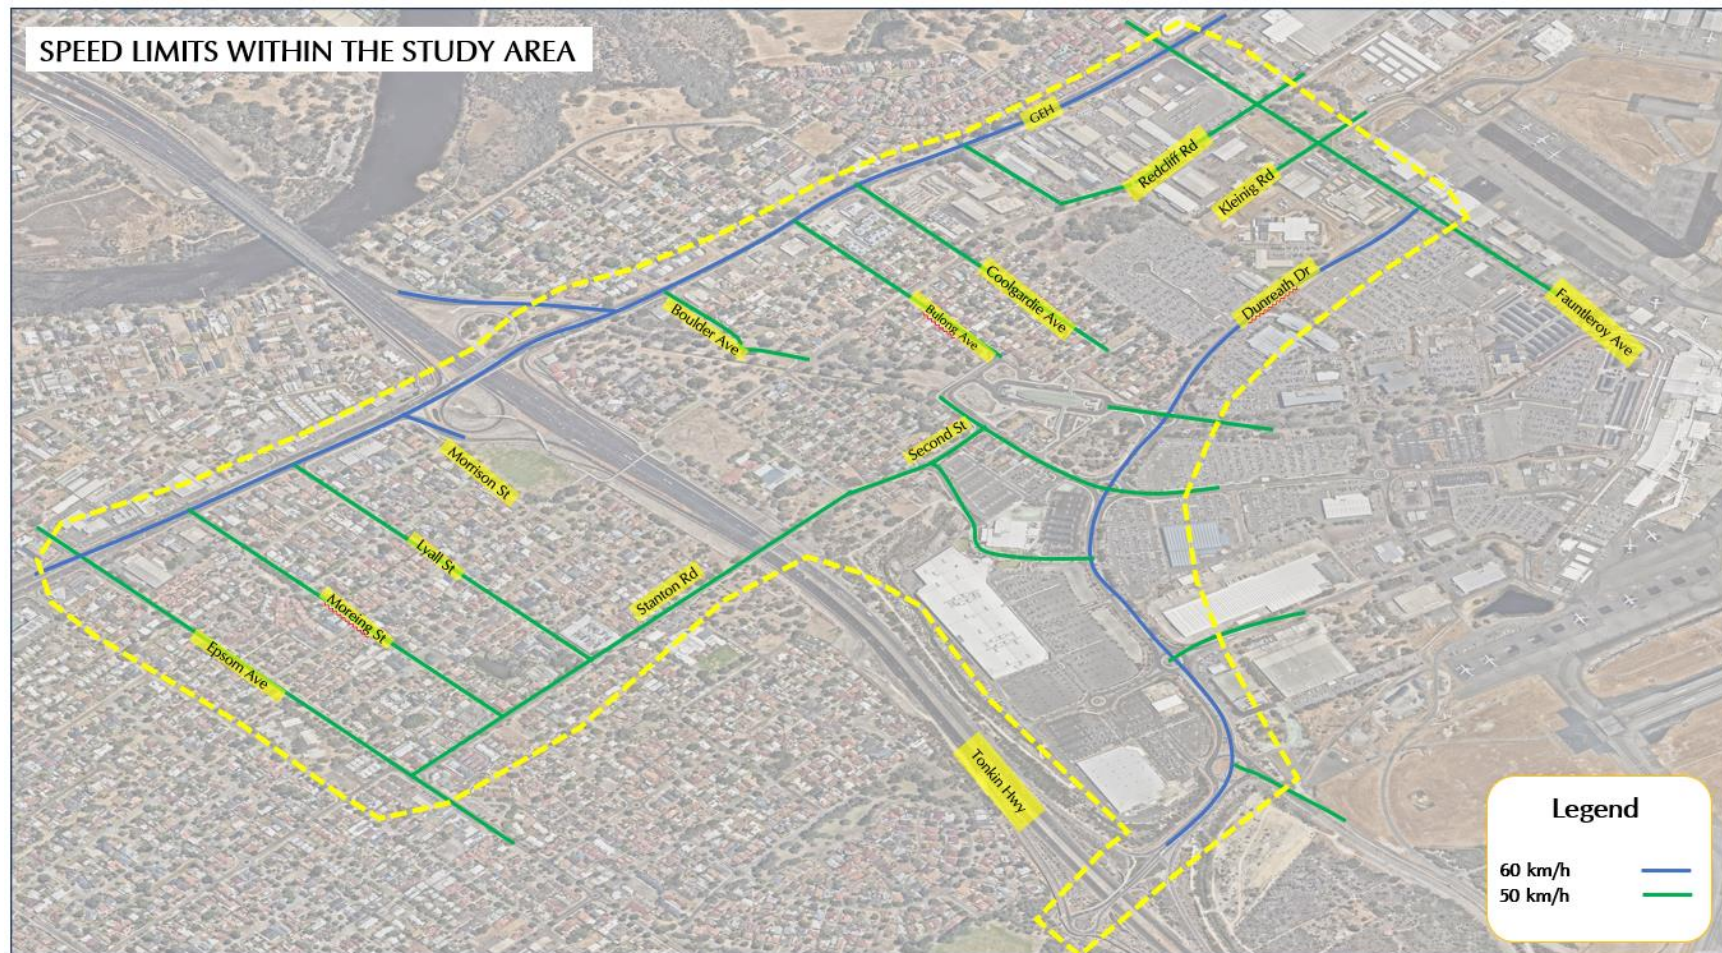 SPEED LIMITS WITHIN THE STUDY AREA
GEH
Redcliff Rd
Kleinig Rd
Coolgardie Ave
Dunreath Dr
Bulong Ave
Boulder Ave
Fauntleroy Ave
Second St
Morrison St
Lyall St
Stanton Rd
Moreing St
Epsom Ave
Tonkin Hwy
Legend
60 km/h
50 km/h